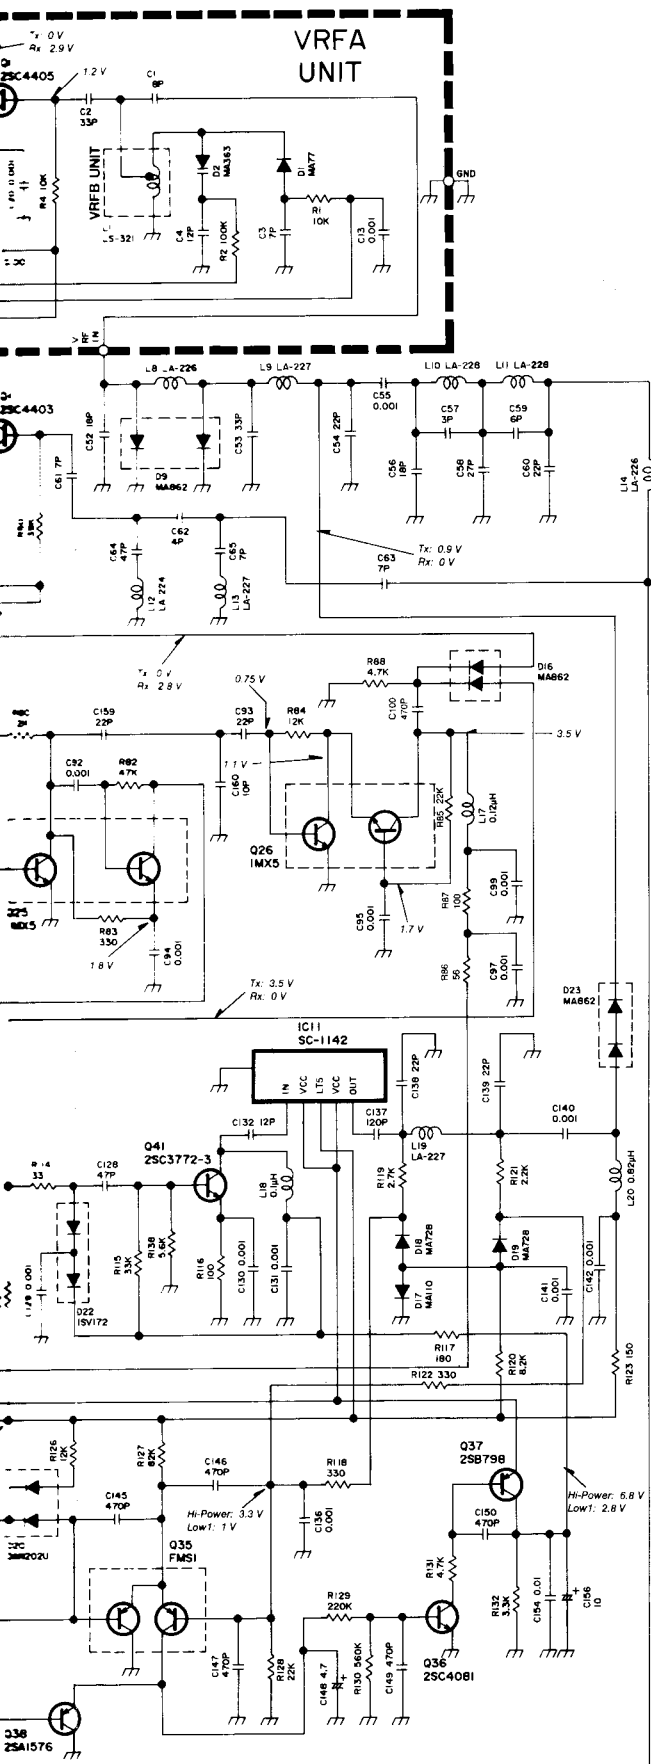 Tx: 0 V
Rx: 2.9 V
VRFA
UNIT
2SC4405
1.2 V
C1
8P
C2
33P
VRFB UNIT
R4 10K
D2
MA363
D1
MA77
GND
R1
10K
C4
12P
R2 100K
C3
7P
C13
0.001
V
RF
IN
L8 LA-226
L9 LA-227
L10 LA-228
L11 LA-228
C55
0.001
C57
3P
C59
6P
C52 18P
C53 33P
C54 22P
C56
18P
C58
27P
C60
22P
D9
MA862
L14
LA-226
C61 7P
C62
4P
C64
47P
C65
7P
Tx: 0.9 V
Rx: 0 V
C63
7P
L12
LA-224
L13
LA-227
Tx: 0 V
Rx: 2.8 V
0.75 V
R88
4.7K
D16
MA862
C159
22P
C93
22P
R84
12K
C100
470P
3.5 V
1.1 V
C92
0.001
R82
47K
C160
10P
R85 22K
L17
0.12µH
Q26
IMX5
R83
330
1.8 V
C94
0.001
C95
0.001
1.7 V
R87
100
C99
0.001
R86
56
C97
0.001
Tx: 3.5 V
Rx: 0 V
D23
MA862
IC11
SC-1142
IN
VCC
LTS
VCC
OUT
C138 22P
C139 22P
C132 12P
C137
120P
C140
0.001
L19
LA-227
Q41
2SC3772-3
33
C128
47P
L18
0.1µH
R119
2.7K
R121
2.2K
L20 0.82µH
R115
33K
R138
5.6K
R116
100
C130 0.001
C131 0.001
D18
MA728
D19
MA728
D17
MA110
C141
0.001
C142 0.001
D22
1SV172
R117
180
R120
8.2K
R122 330
R123 150
R126
12K
R127
82K
C146
470P
R118
330
Q37
2SB798
C145
470P
Hi-Power: 3.3 V
Low1: 1 V
C136
0.001
Hi-Power: 6.8 V
Low1: 2.8 V
C150
470P
Q35
FMS1
R131
4.7K
R129
220K
R132
3.3K
C154 0.01
C156
10
C147
470P
R128
22K
C148 4.7
R130 560K
C149 470P
Q36
2SC4081
Q38
2SA1576